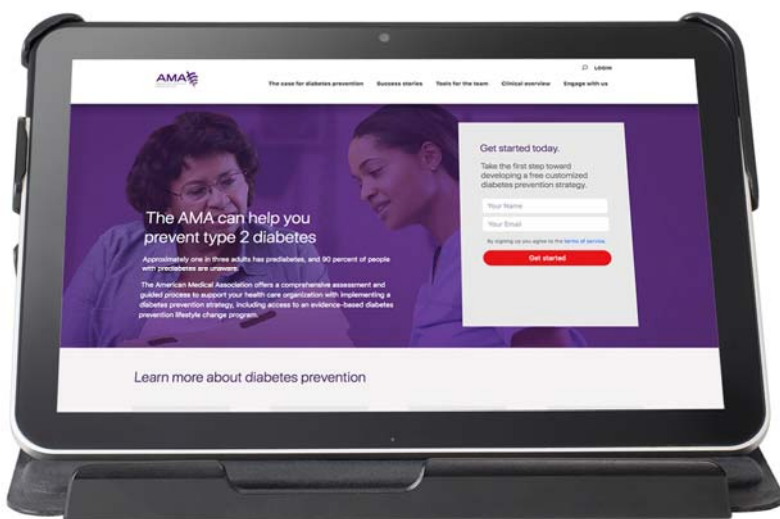 LOGIN
AMA
The case for diabetes prevention Success stories Tools for the team Clinical overview Engage with us
The AMA can help you
prevent type 2 diabetes
Approximately one in three adults has prediabetes, and 90 percent of people
with prediabetes are unaware.
The American Medical Association offers a comprehensive assessment and
guided process to support your health care organization with implementing a
diabetes prevention strategy, including access to an evidence-based diabetes
prevention lifestyle change program.
Get started today.
Take the first step toward
developing a free customized
diabetes prevention strategy.
Your Name
Your Email
By signing up you agree to the terms of service.
Get started
Learn more about diabetes prevention